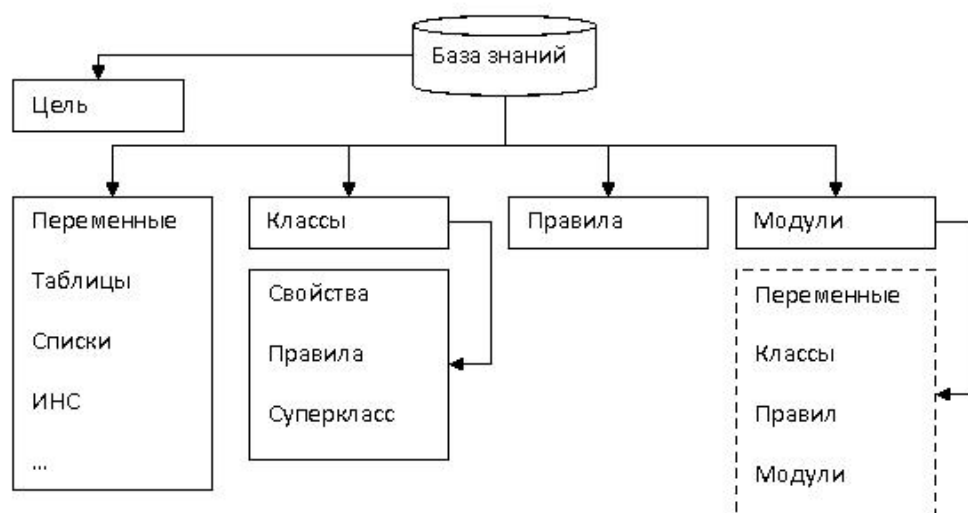 База знаний
Цель
Переменные
Таблицы
Списки
ИНС
...
Классы
Свойства
Правила
Суперкласс
Правила
Модули
Переменные
Классы
Правил
Модули